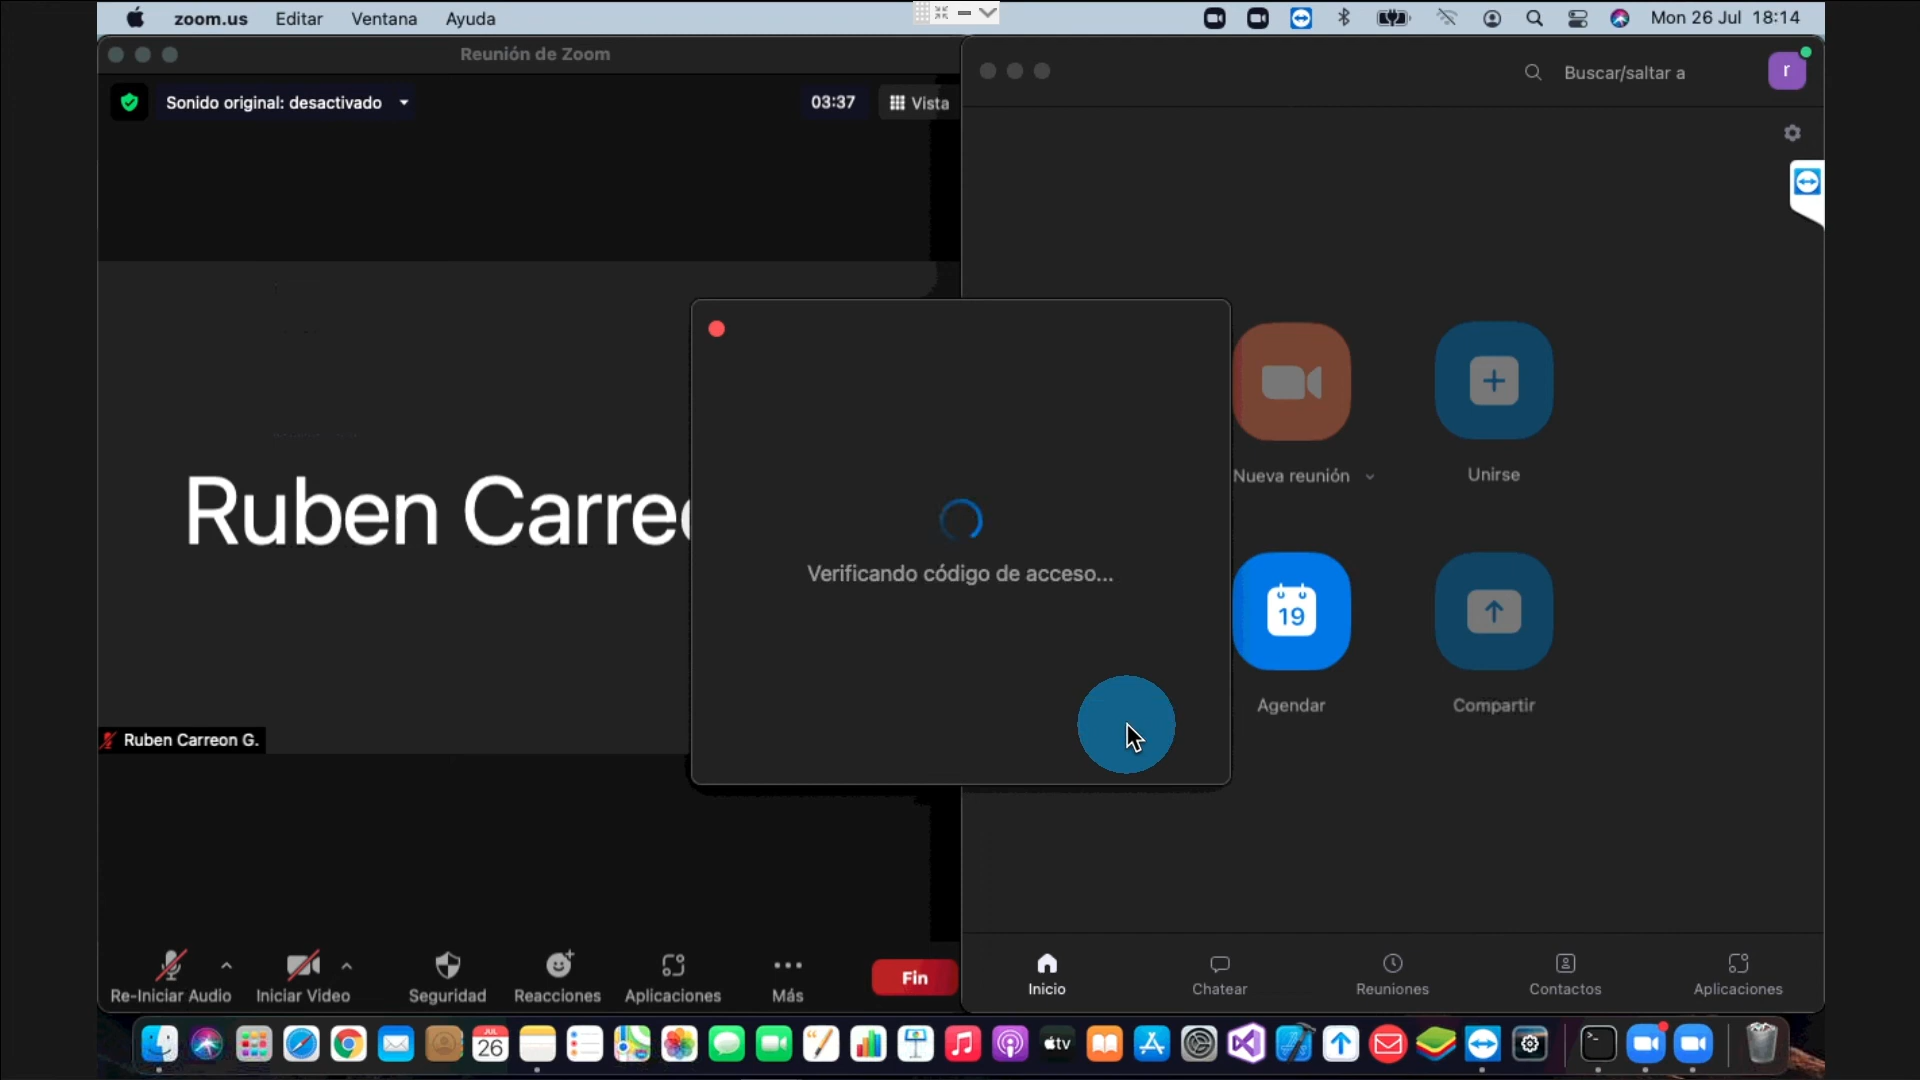 zoom.us Editar Ventana Ayuda
Mon 26 Jul 18:14
Reunión de Zoom
Buscar/saltar a
r
Sonido original: desactivado
03:37
Vista
Ruben Carre
Verificando código de acceso...
Nueva reunión
Unirse
19
Agendar
Compartir
Ruben Carreon G.
Re-Iniciar Audio
Iniciar Video
Seguridad
Reacciones
Aplicaciones
Más
Fin
Inicio
Chatear
Reuniones
Contactos
Aplicaciones
JUL
26
tv